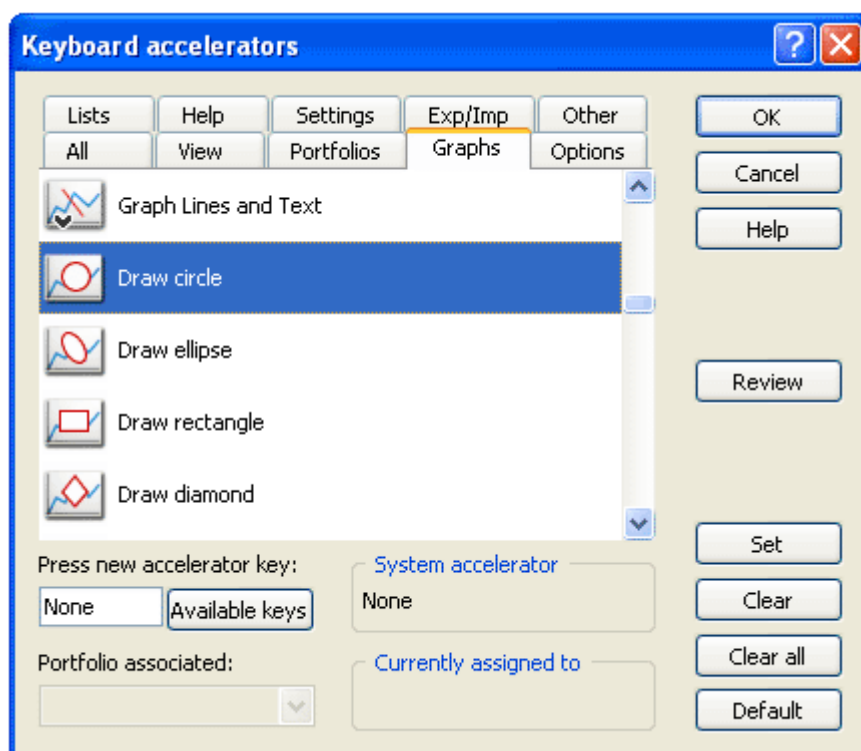 Keyboard accelerators
Lists Help Settings Exp/Imp Other
All View Portfolios Graphs Options
Graph Lines and Text
Draw circle
Draw ellipse
Draw rectangle
Draw diamond
OK
Cancel
Help
Review
Press new accelerator key:
None Available keys
System accelerator
None
Portfolio associated:
Currently assigned to
Set
Clear
Clear all
Default